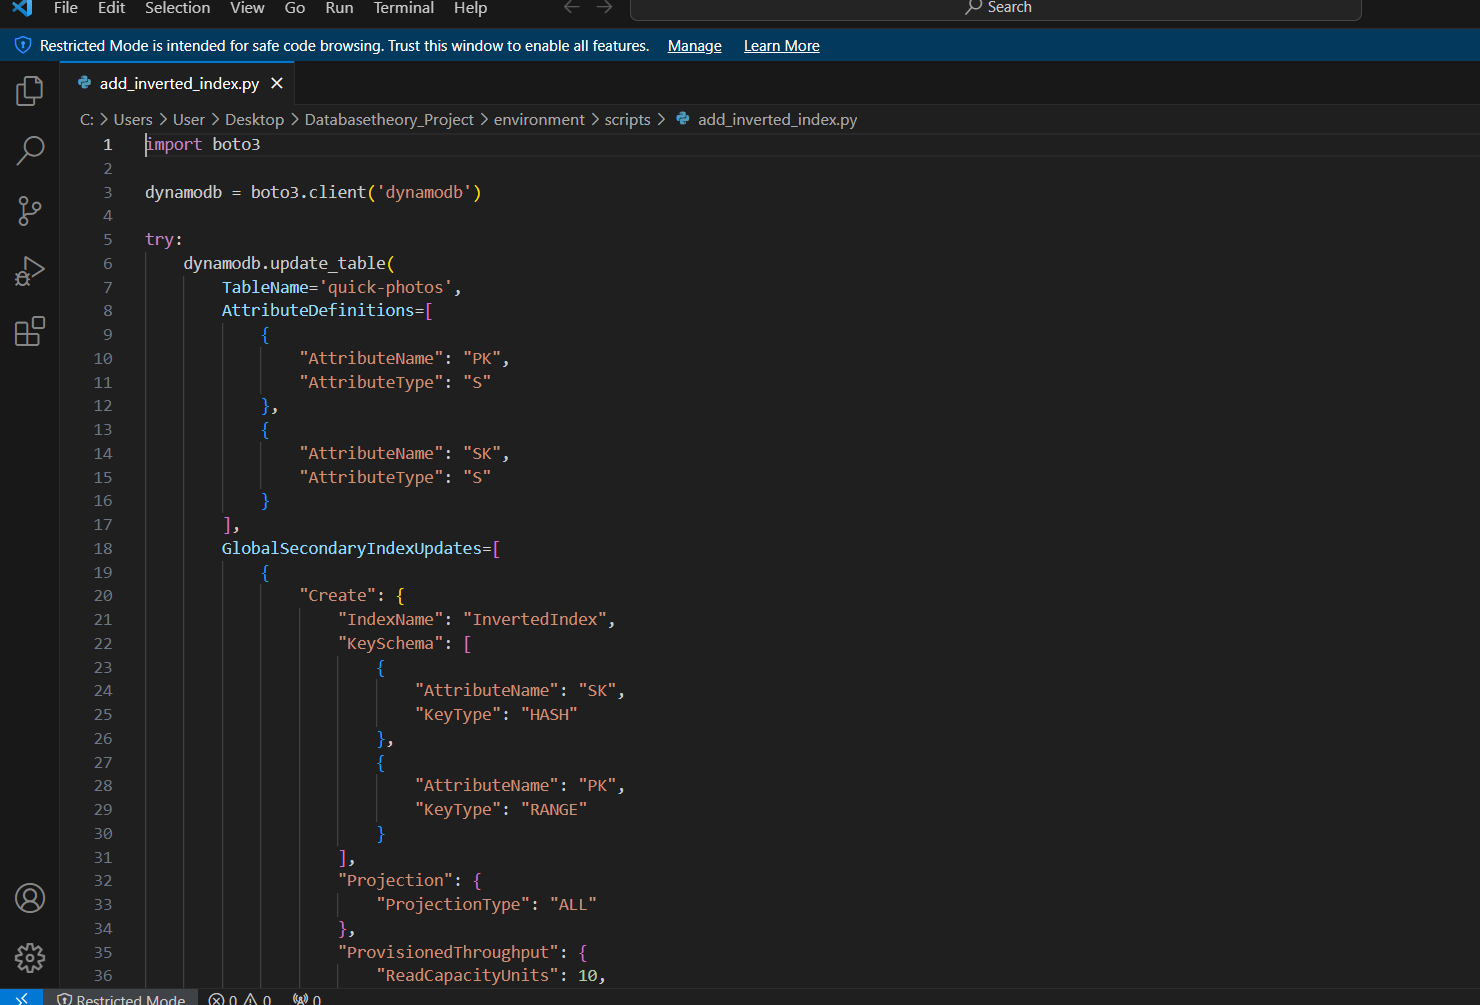 File Edit Selection View Go Run Terminal Help
Search
Restricted Mode is intended for safe code browsing. Trust this window to enable all features. Manage Learn More
add_inverted_index.py
C: > Users > User > Desktop > Databasetheory_Project > environment > scripts > add_inverted_index.py
1 import boto3
2
3 dynamodb = boto3.client('dynamodb')
4
5 try:
6 dynamodb.update_table(
7 TableName='quick-photos',
8 AttributeDefinitions=[
9 {
10 "AttributeName": "PK",
11 "AttributeType": "S"
12 },
13 {
14 "AttributeName": "SK",
15 "AttributeType": "S"
16 }
17 ],
18 GlobalSecondaryIndexUpdates=[
19 {
20 "Create": {
21 "IndexName": "InvertedIndex",
22 "KeySchema": [
23 {
24 "AttributeName": "SK",
25 "KeyType": "HASH"
26 },
27 {
28 "AttributeName": "PK",
29 "KeyType": "RANGE"
30 }
31 ],
32 "Projection": {
33 "ProjectionType": "ALL"
34 },
35 "ProvisionedThroughput": {
36 "ReadCapacityUnits": 10,
Restricted Mode 0 0 0